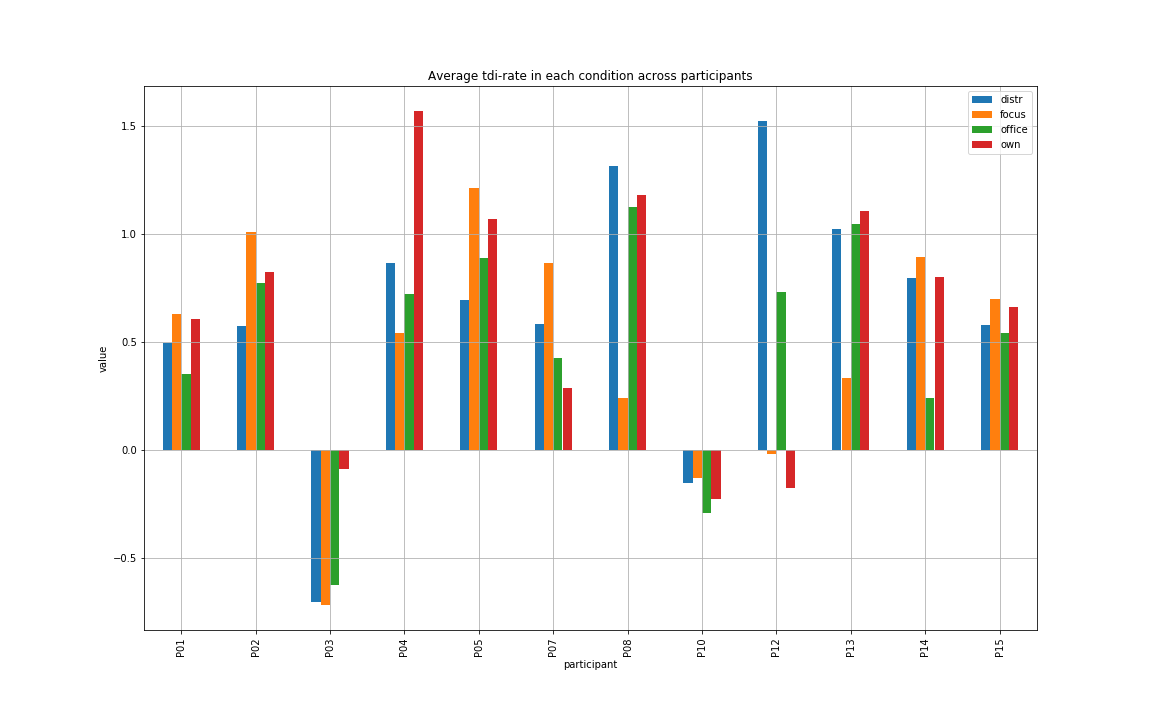 Average tdi-rate in each condition across participants
distr
focus
office
own
1.5
1.0
0.5
0.0
−0.5
value
P01
P02
P03
P04
P05
P07
P08
P10
P12
P13
P14
P15
participant